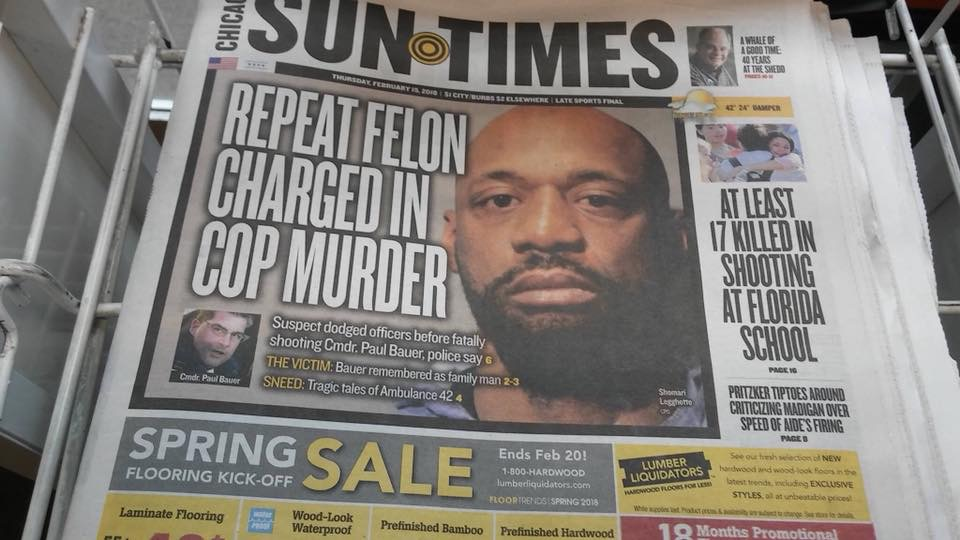 CHICAGO
SUN-TIMES
THURSDAY, FEBRUARY 15, 2018 | $1 CITY/BURBS $2 ELSEWHERE | LATE SPORTS FINAL
A WHALE OF
A GOOD TIME:
40 YEARS
AT THE SHEDD
42° 24° DAMPER
REPEAT FELON
CHARGED IN
COP MURDER
Suspect dodged officers before fatally
shooting Cmdr. Paul Bauer, police say 6
THE VICTIM: Bauer remembered as family man 2-3
SNEED: Tragic tales of Ambulance 42 4
Cmdr. Paul Bauer
Shomari
Legghette
CPD
AT LEAST
17 KILLED IN
SHOOTING
AT FLORIDA
SCHOOL
PAGE 16
PRITZKER TIPTOES AROUND
CRITICIZING MADIGAN OVER
SPEED OF AIDE'S FIRING
PAGE 8
SPRING
FLOORING KICK-OFF
SALE
Ends Feb 20!
1-800-HARDWOOD
lumberliquidators.com
FLOORTRENDS | SPRING 2018
LUMBER
LIQUIDATORS
HARDWOOD FLOORS FOR LESS!
See our fresh selection of NEW
hardwood and wood-look floors in the
latest trends, including EXCLUSIVE
STYLES, all at unbeatable prices!
While supplies last. Product prices & availability are subject to change. See store for details.
Laminate Flooring
WATER
PROOF
Wood-Look
Waterproof
Prefinished Bamboo
Prefinished Hardwood
18 Months Promotional